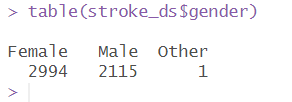 > table(stroke_ds$gender)
Female   Male  Other
  2994   2115      1
>